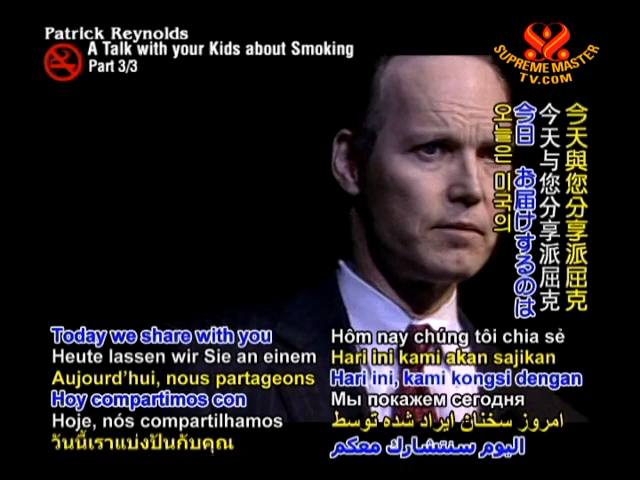 Patrick Reynolds
A Talk with your Kids about Smoking
Part 3/3
SUPREME MASTER
TV.COM
今天與您分享派屈克
今天与您分享派屈克
今日 お届けするのは
오늘은 미국의
Today we share with you
Heute lassen wir Sie an einem
Aujourd'hui, nous partageons
Hoy compartimos con
Hoje, nós compartilhamos
วันนี้เราแบ่งปันกับคุณ
Hôm nay chúng tôi chia sẻ
Hari ini kami akan sajikan
Hari ini, kami kongsi dengan
Мы покажем сегодня
امروز سخنان ایراد شده توسط
اليوم سنتشارك معكم